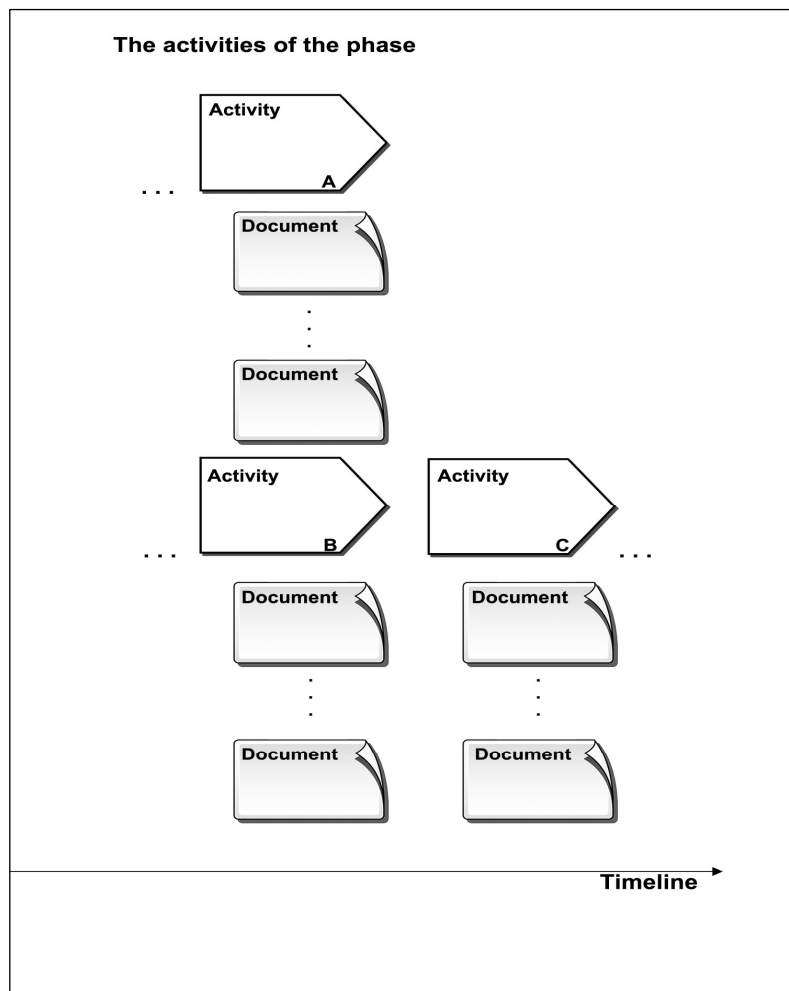 The activities of the phase
Activity
A
. . .
Document
. . .
Document
Activity
B
. . .
Activity
C
. . .
Document
. . .
Document
Document
. . .
Document
Timeline